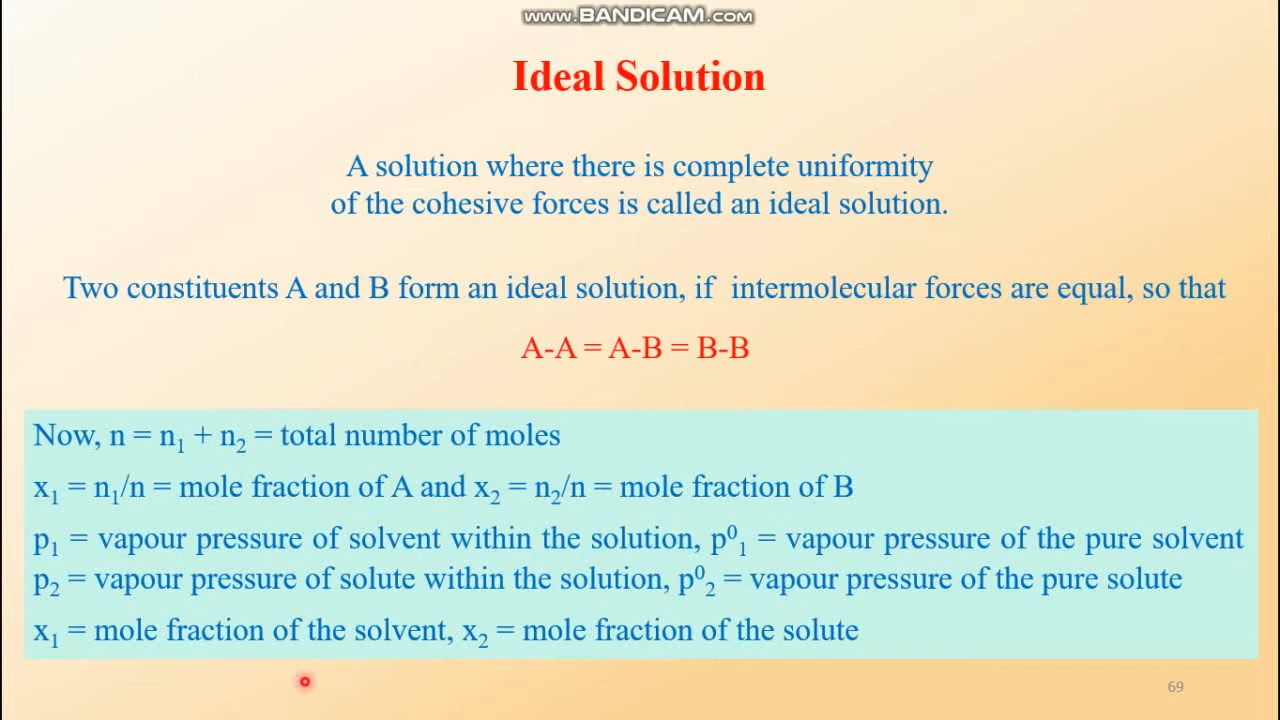 www.BANDICAM.com
Ideal Solution
A solution where there is complete uniformity
of the cohesive forces is called an ideal solution.
Two constituents A and B form an ideal solution, if intermolecular forces are equal, so that
A-A = A-B = B-B
Now, n = n₁ + n₂ = total number of moles
x₁ = n₁/n = mole fraction of A and x₂ = n₂/n = mole fraction of B
p₁ = vapour pressure of solvent within the solution, p⁰₁ = vapour pressure of the pure solvent
p₂ = vapour pressure of solute within the solution, p⁰₂ = vapour pressure of the pure solute
x₁ = mole fraction of the solvent, x₂ = mole fraction of the solute
69